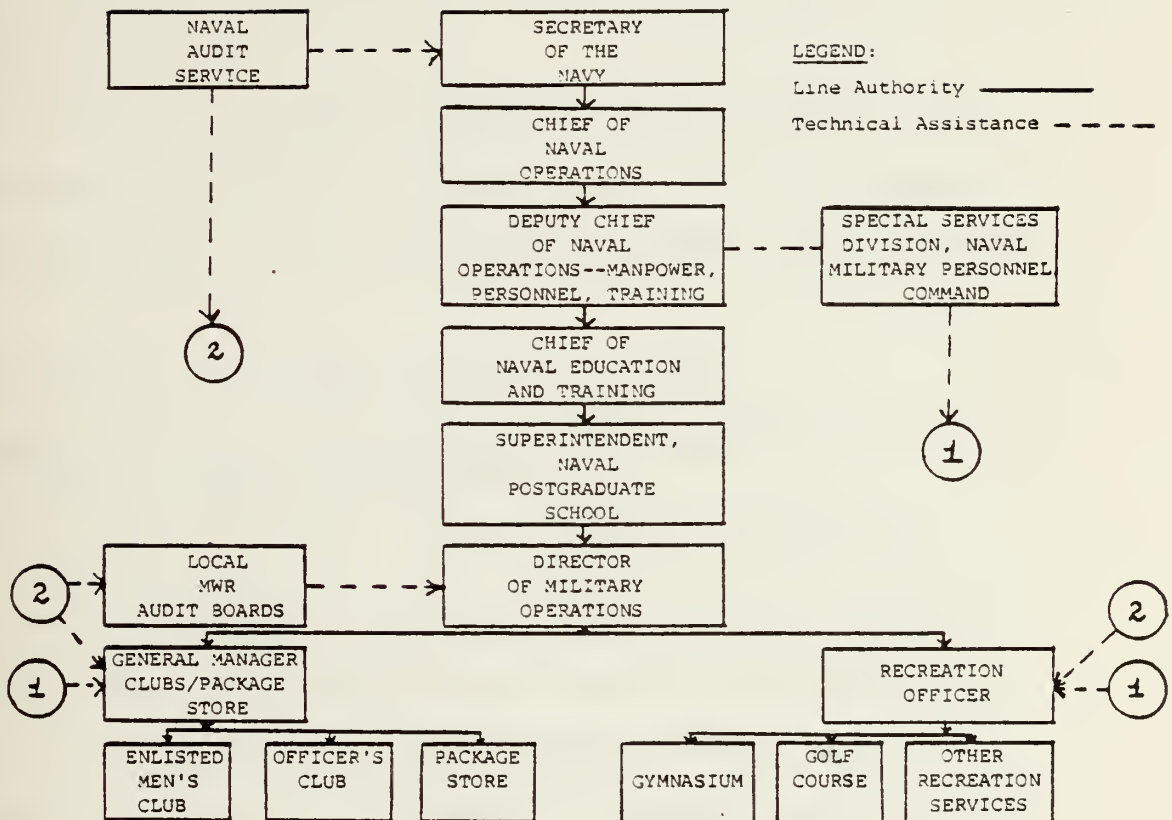 NAVAL
AUDIT
SERVICE
SECRETARY
OF THE
NAVY
LEGEND:
Line Authority
Technical Assistance
CHIEF OF
NAVAL
OPERATIONS
DEPUTY CHIEF
OF NAVAL
OPERATIONS--MANPOWER,
PERSONNEL, TRAINING
SPECIAL SERVICES
DIVISION, NAVAL
MILITARY PERSONNEL
COMMAND
2
CHIEF OF
NAVAL EDUCATION
AND TRAINING
1
SUPERINTENDENT,
NAVAL
POSTGRADUATE
SCHOOL
2
LOCAL
MWR
AUDIT BOARDS
DIRECTOR
OF MILITARY
OPERATIONS
2
1
GENERAL MANAGER
CLUBS/PACKAGE
STORE
RECREATION
OFFICER
1
ENLISTED
MEN'S
CLUB
OFFICER'S
CLUB
PACKAGE
STORE
GYMNASIUM
GOLF
COURSE
OTHER
RECREATION
SERVICES